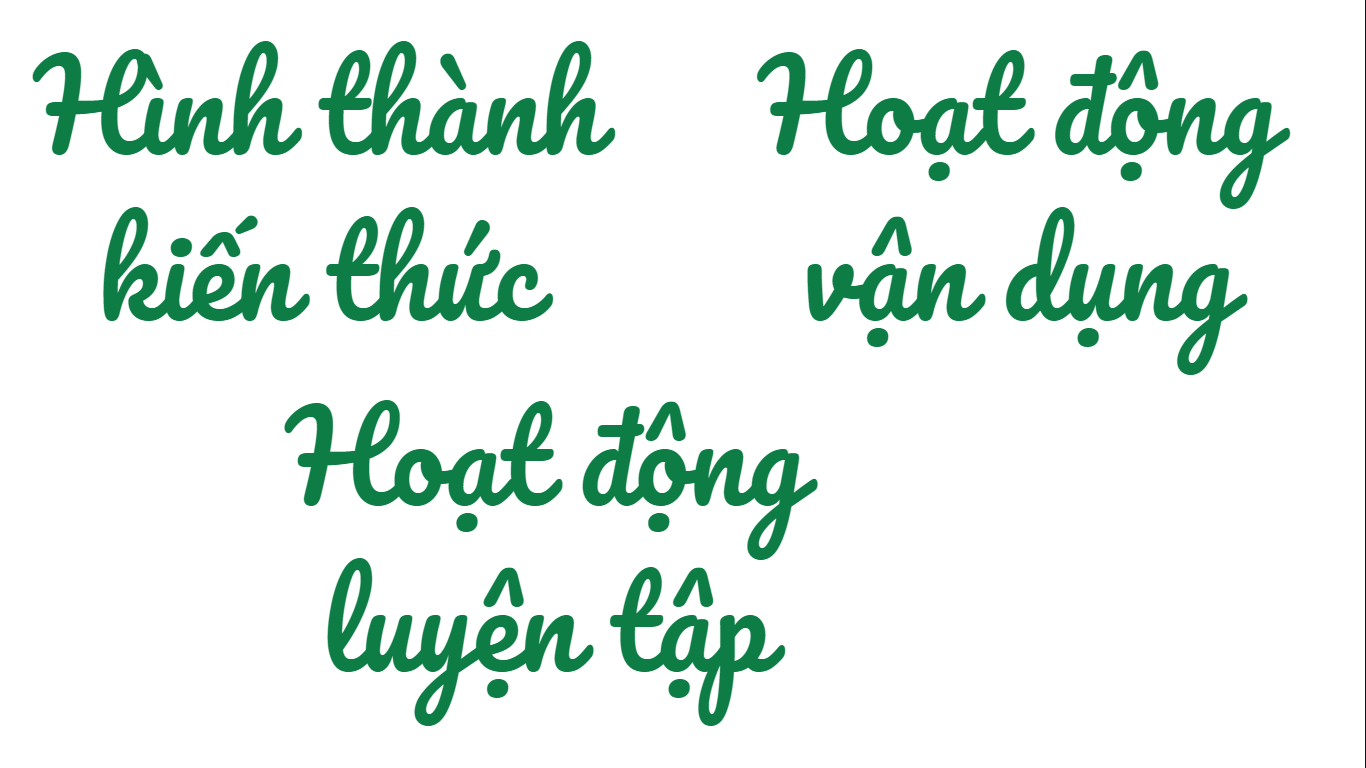 Hình thành
kiến thức
Hoạt động
vận dụng
Hoạt động
luyện tập